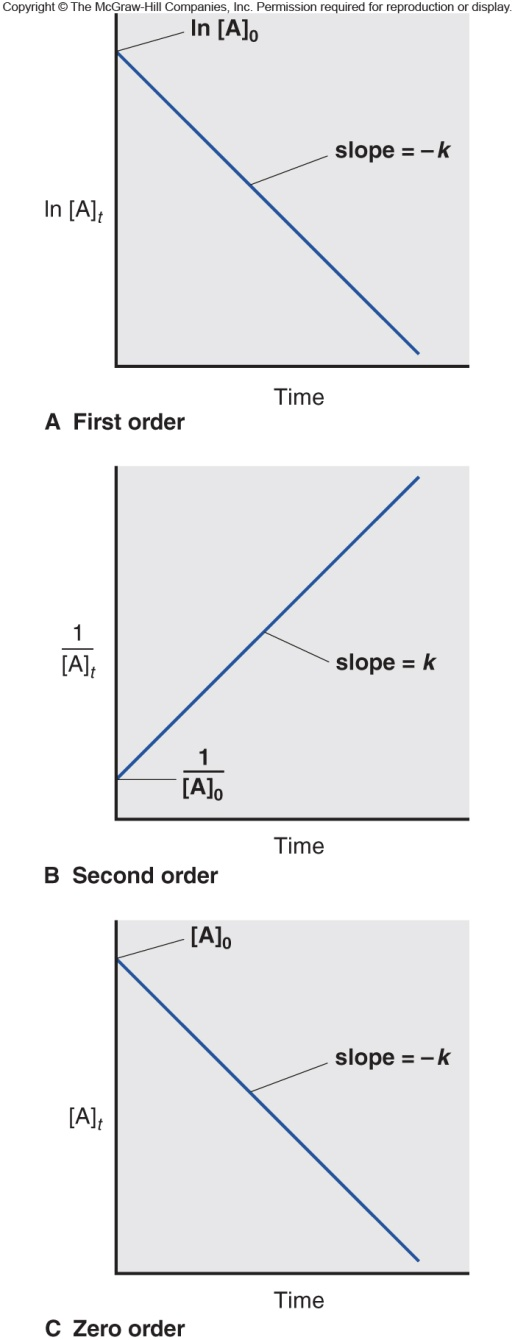 Copyright © The McGraw-Hill Companies, Inc. Permission required for reproduction or display.
ln [A]0
slope = –k
ln [A]t
Time
A First order
1
[A]t
slope = k
1
[A]0
Time
B Second order
[A]0
slope = –k
[A]t
Time
C Zero order